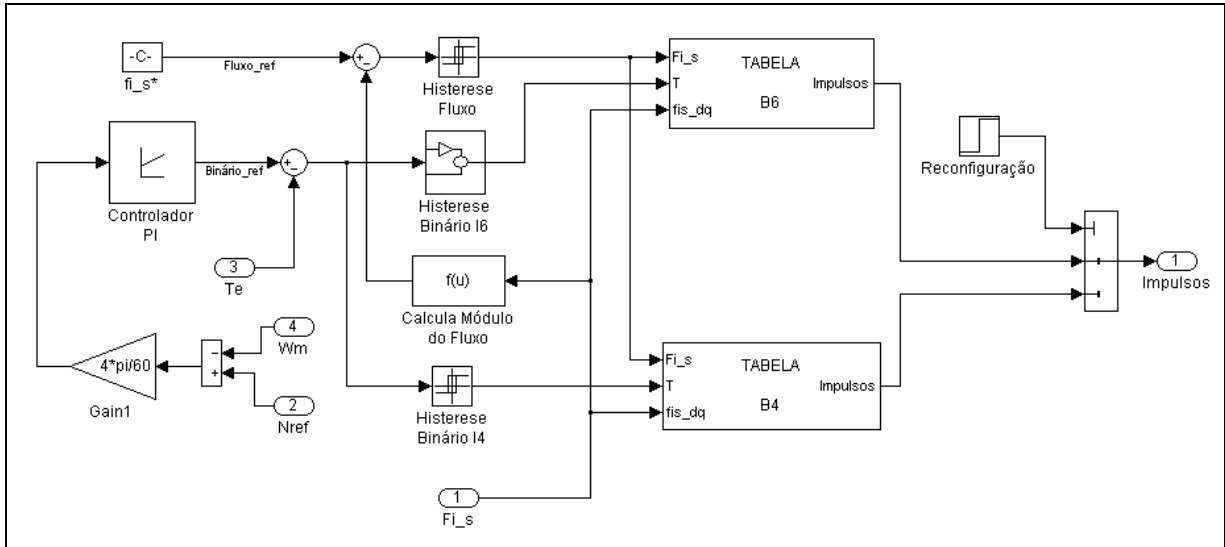 -C-
fi_s*
Fluxo_ref
Histerese
Fluxo
Fi_s
T
fis_dq
TABELA
B6
Impulsos
Controlador
PI
Binário_ref
Histerese
Binário I6
Reconfiguração
3
Te
f(u)
Calcula Módulo
do Fluxo
1
Impulsos
4*pi/60
Gain1
4
Wm
2
Nref
Histerese
Binário I4
Fi_s
T
fis_dq
TABELA
B4
Impulsos
1
Fi_s